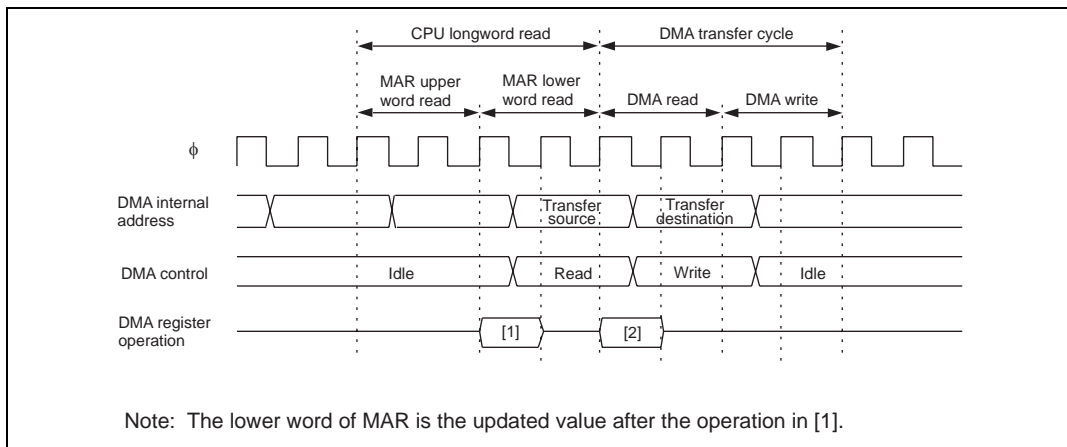 CPU longword read
DMA transfer cycle
MAR upper
word read
MAR lower
word read
DMA read
DMA write
ϕ
DMA internal
address
Transfer
source
Transfer
destination
DMA control
Idle
Read
Write
Idle
DMA register
operation
[1]
[2]
Note: The lower word of MAR is the updated value after the operation in [1].